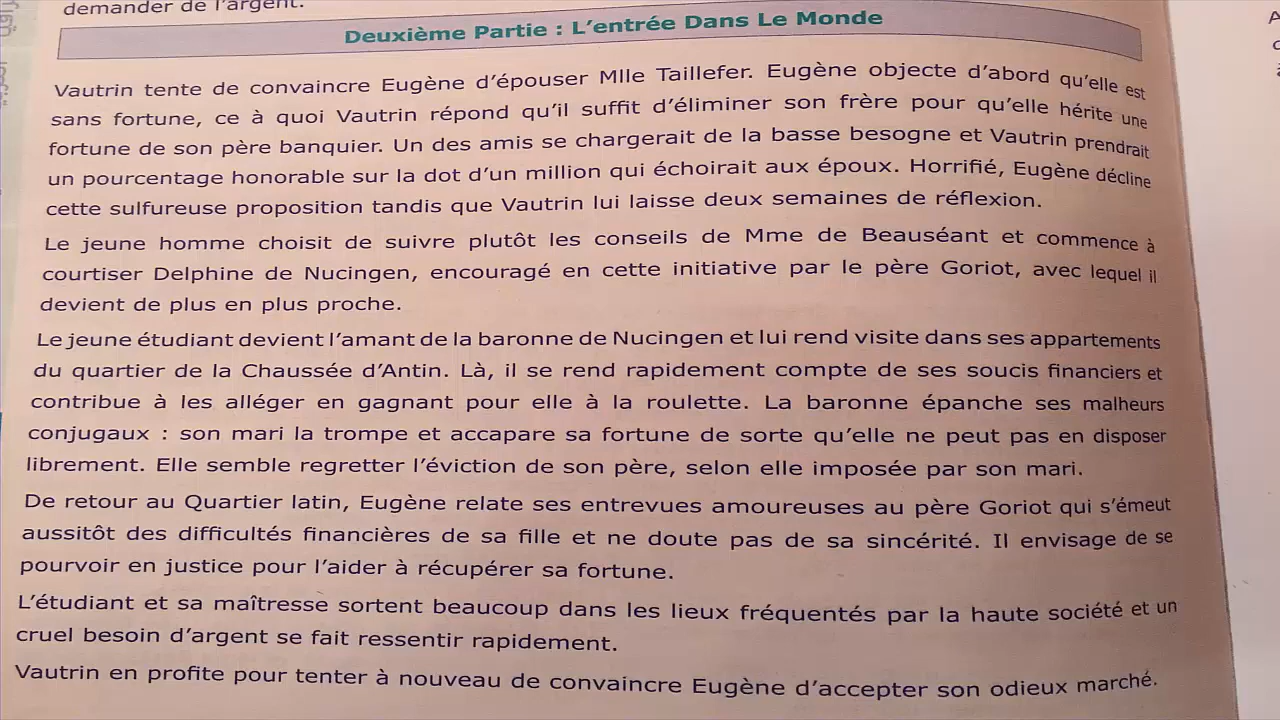 demander de l'argent.
Deuxième Partie : L'entrée Dans Le Monde
Vautrin tente de convaincre Eugène d'épouser Mlle Taillefer. Eugène objecte d'abord qu'elle est
sans fortune, ce à quoi Vautrin répond qu'il suffit d'éliminer son frère pour qu'elle hérite une
fortune de son père banquier. Un des amis se chargerait de la basse besogne et Vautrin prendrait
un pourcentage honorable sur la dot d'un million qui échoirait aux époux. Horrifié, Eugène décline
cette sulfureuse proposition tandis que Vautrin lui laisse deux semaines de réflexion.
Le jeune homme choisit de suivre plutôt les conseils de Mme de Beauséant et commence à
courtiser Delphine de Nucingen, encouragé en cette initiative par le père Goriot, avec lequel il
devient de plus en plus proche.
Le jeune étudiant devient l'amant de la baronne de Nucingen et lui rend visite dans ses appartements
du quartier de la Chaussée d'Antin. Là, il se rend rapidement compte de ses soucis financiers et
contribue à les alléger en gagnant pour elle à la roulette. La baronne épanche ses malheurs
conjugaux : son mari la trompe et accapare sa fortune de sorte qu'elle ne peut pas en disposer
librement. Elle semble regretter l'éviction de son père, selon elle imposée par son mari.
De retour au Quartier latin, Eugène relate ses entrevues amoureuses au père Goriot qui s'émeut
aussitôt des difficultés financières de sa fille et ne doute pas de sa sincérité. Il envisage de se
pourvoir en justice pour l'aider à récupérer sa fortune.
L'étudiant et sa maîtresse sortent beaucoup dans les lieux fréquentés par la haute société et un
cruel besoin d'argent se fait ressentir rapidement.
Vautrin en profite pour tenter à nouveau de convaincre Eugène d'accepter son odieux marché.